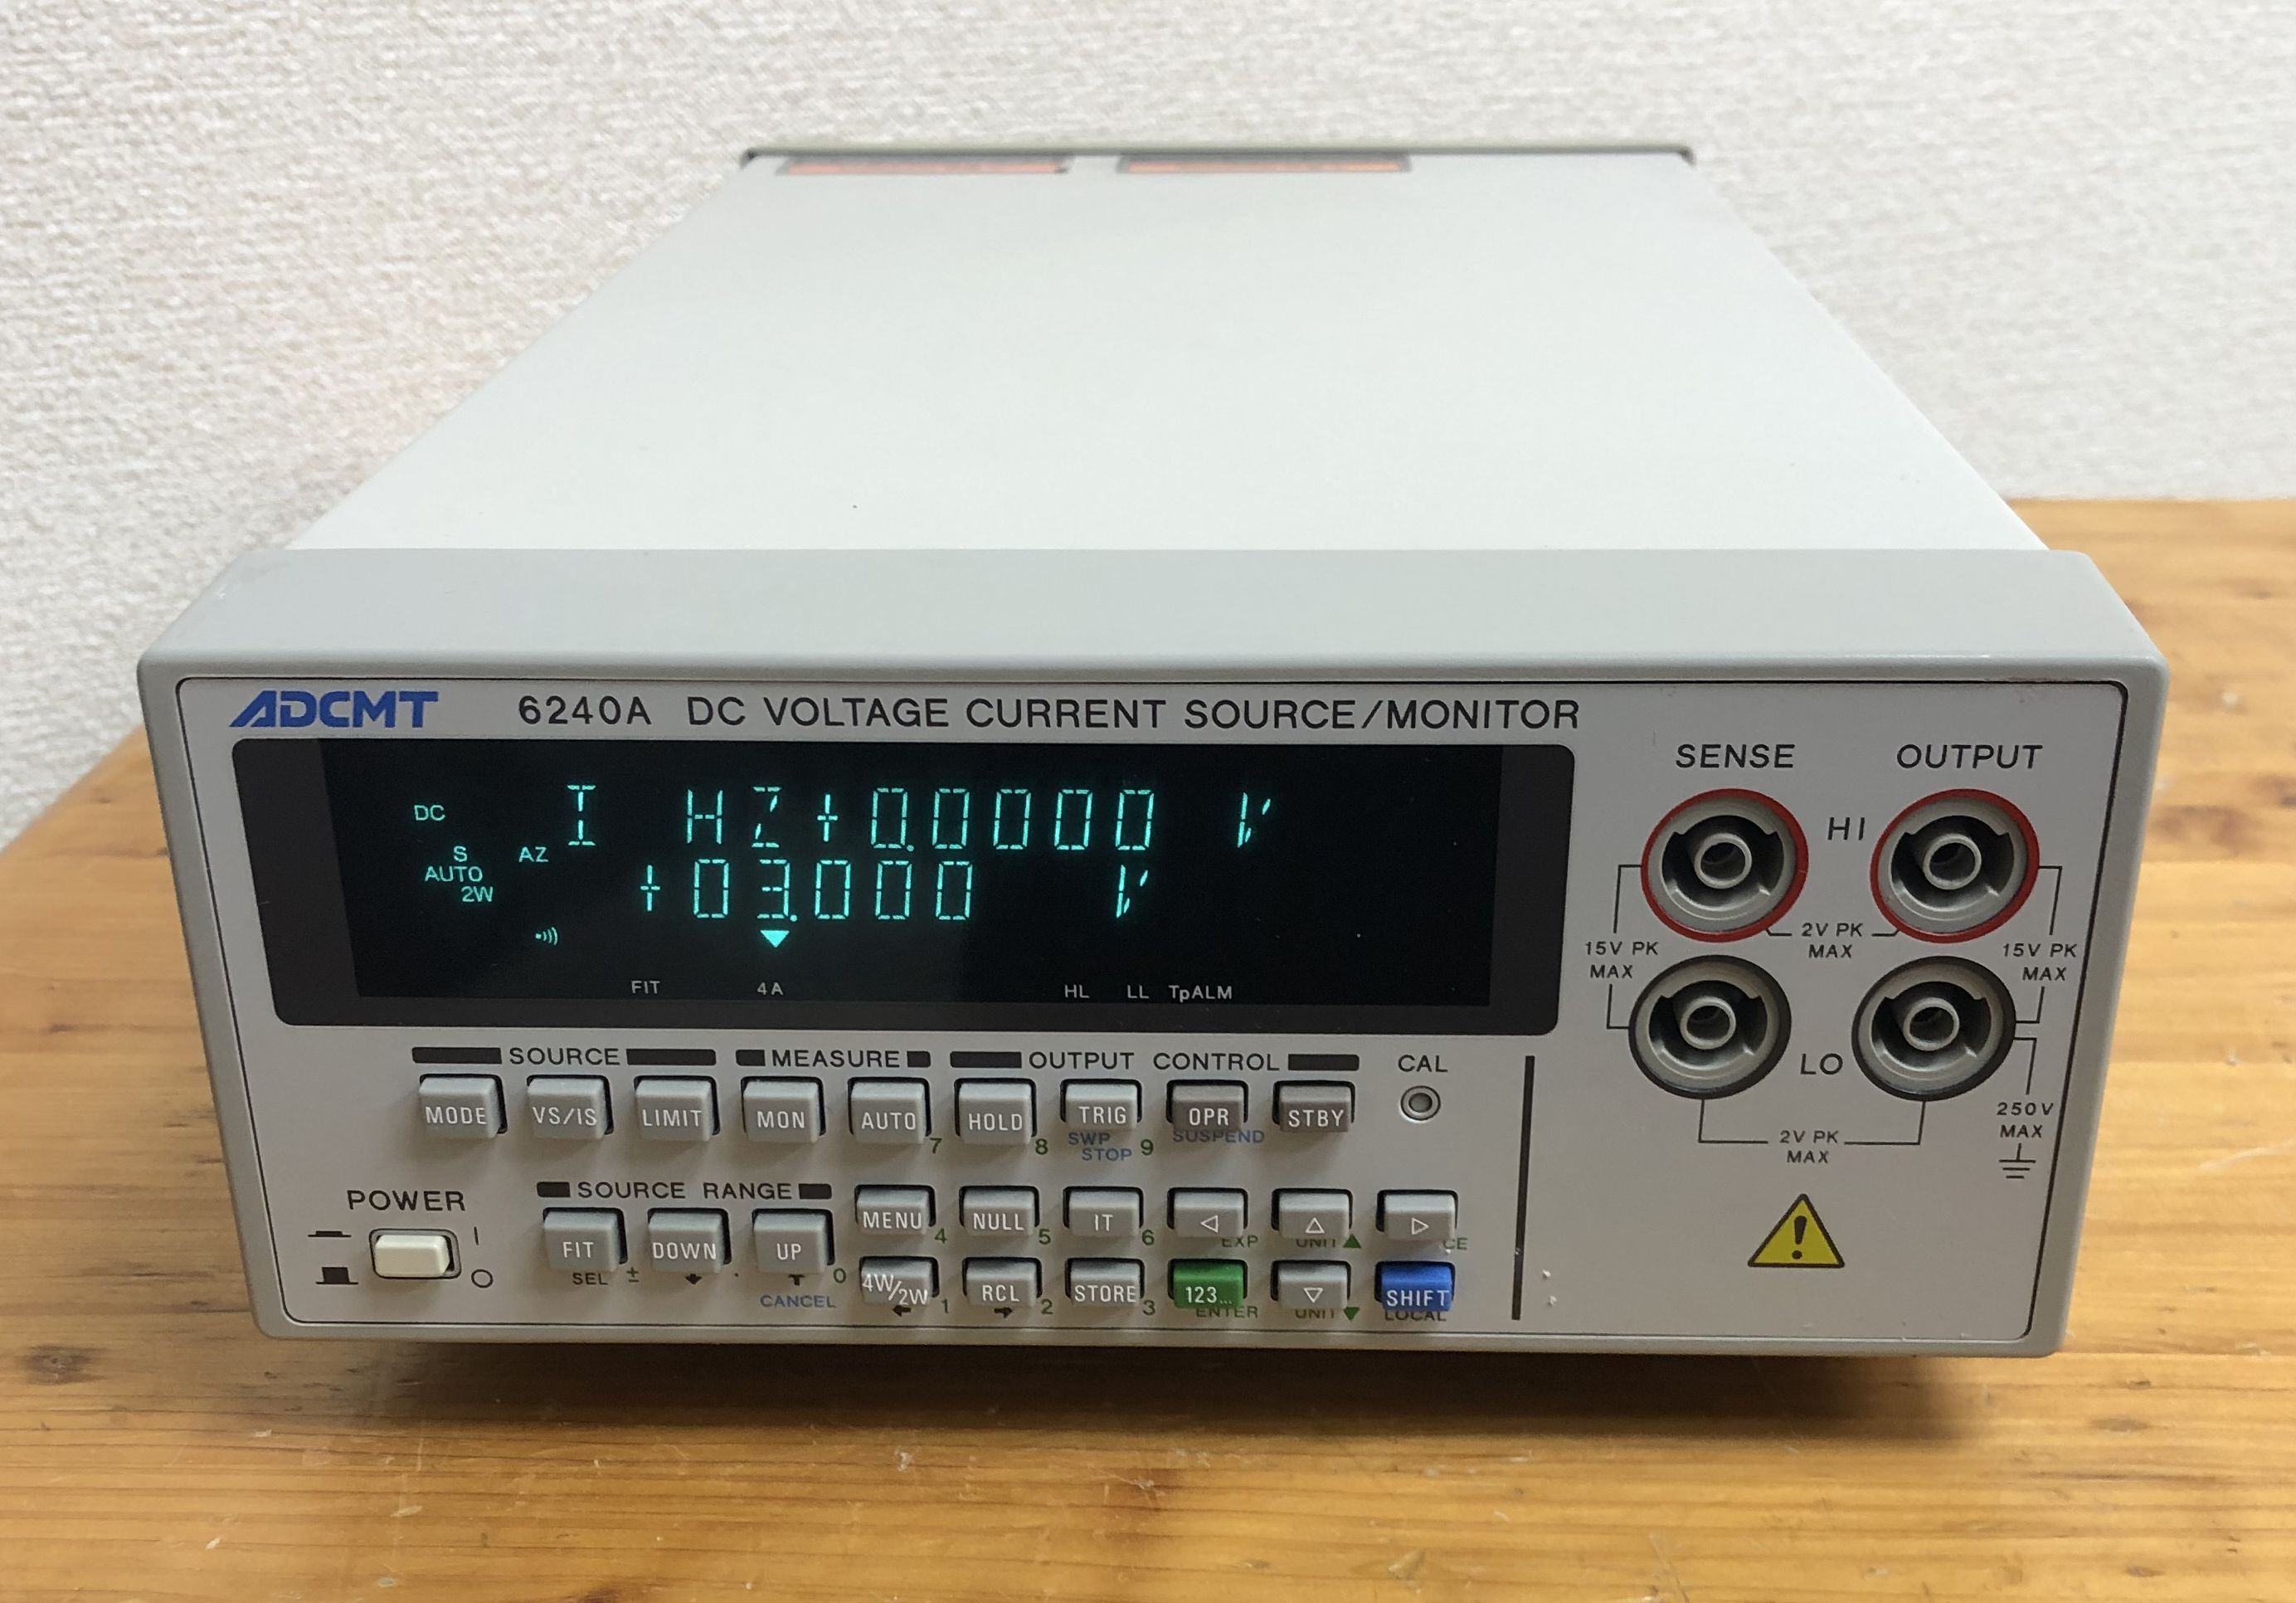 ADCMT 6240A DC VOLTAGE CURRENT SOURCE/MONITOR
SENSE OUTPUT
DC I HZ+0.0000 V
S AZ
AUTO
2W
+03.000 V
FIT 4A HL LL TpALM
HI
2V PK MAX
15V PK MAX
15V PK MAX
LO
2V PK MAX
250V MAX
SOURCE MEASURE OUTPUT CONTROL CAL
MODE VS/IS LIMIT MON AUTO HOLD TRIG OPR STBY
7 8 SWP STOP 9 SUSPEND
POWER
I
O
SOURCE RANGE
FIT DOWN UP MENU NULL IT ◁ △ ▷
SEL ± . 0 4 5 6 EXP UNIT▲ CE
CANCEL
4W/2W RCL STORE 123... ▽ SHIFT
1 2 3 ENTER UNIT▼ LOCAL